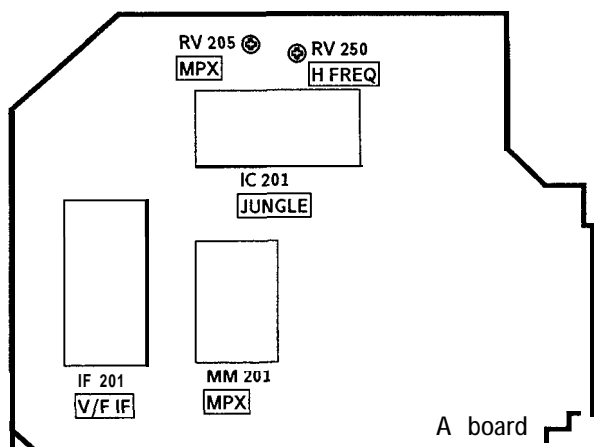 RV 205
MPX
RV 250
H FREQ
IC 201
JUNGLE
IF 201
V/F IF
MM 201
MPX
A board